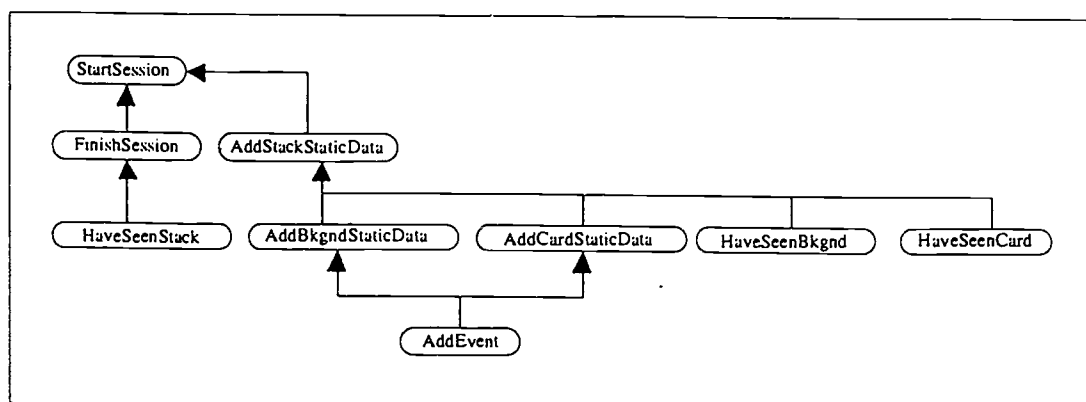 StartSession
FinishSession
AddStackStaticData
HaveSeenStack
AddBkgndStaticData
AddCardStaticData
HaveSeenBkgnd
HaveSeenCard
AddEvent